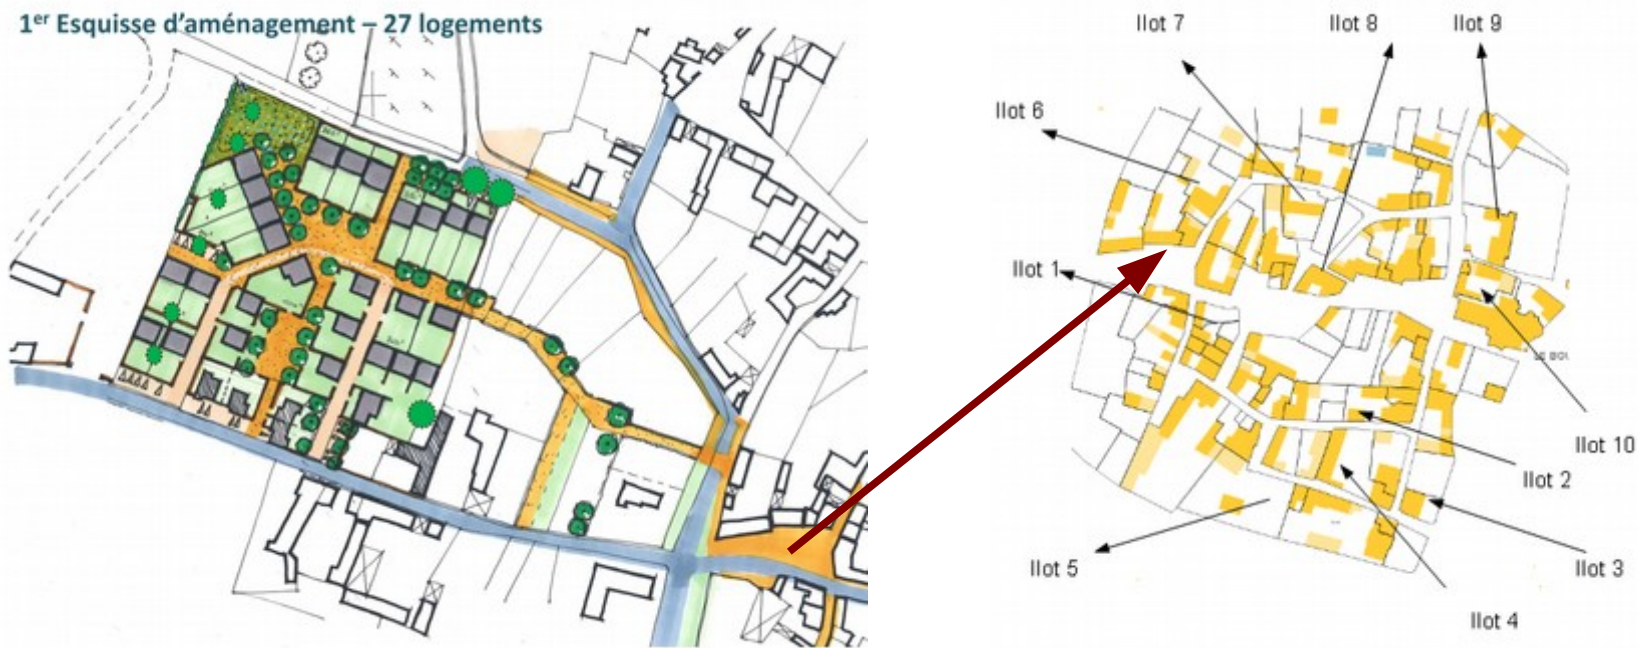 1er Esquisse d'aménagement – 27 logements
Ilot 7
Ilot 8
Ilot 9
Ilot 6
Ilot 1
Ilot 10
Ilot 2
Ilot 5
Ilot 3
Ilot 4